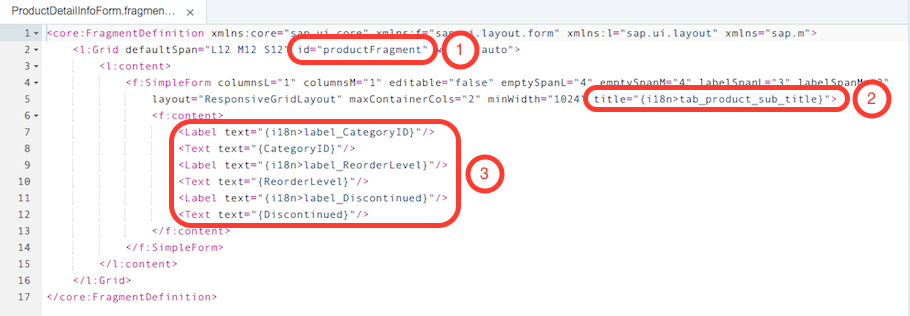 ProductDetailInfoForm.fragmen... ×
1 <core:FragmentDefinition xmlns:core="sap.ui.core" xmlns:f="sap.ui.layout.form" xmlns:l="sap.ui.layout" xmlns="sap.m">
2 <l:Grid defaultSpan="L12 M12 S12" id="productFragment" auto">
1
3 <l:content>
4 <f:SimpleForm columnsL="1" columnsM="1" editable="false" emptySpanL="4" emptySpanM="4" labelSpanL="3" labelSpanM="3"
5 layout="ResponsiveGridLayout" maxContainerCols="2" minWidth="1024" title="{i18n>tab_product_sub_title}">
2
6 <f:content>
7 <Label text="{i18n>label_CategoryID}"/>
8 <Text text="{CategoryID}"/>
9 <Label text="{i18n>label_ReorderLevel}"/>
3
10 <Text text="{ReorderLevel}"/>
11 <Label text="{i18n>label_Discontinued}"/>
12 <Text text="{Discontinued}"/>
13 </f:content>
14 </f:SimpleForm>
15 </l:content>
16 </l:Grid>
17 </core:FragmentDefinition>